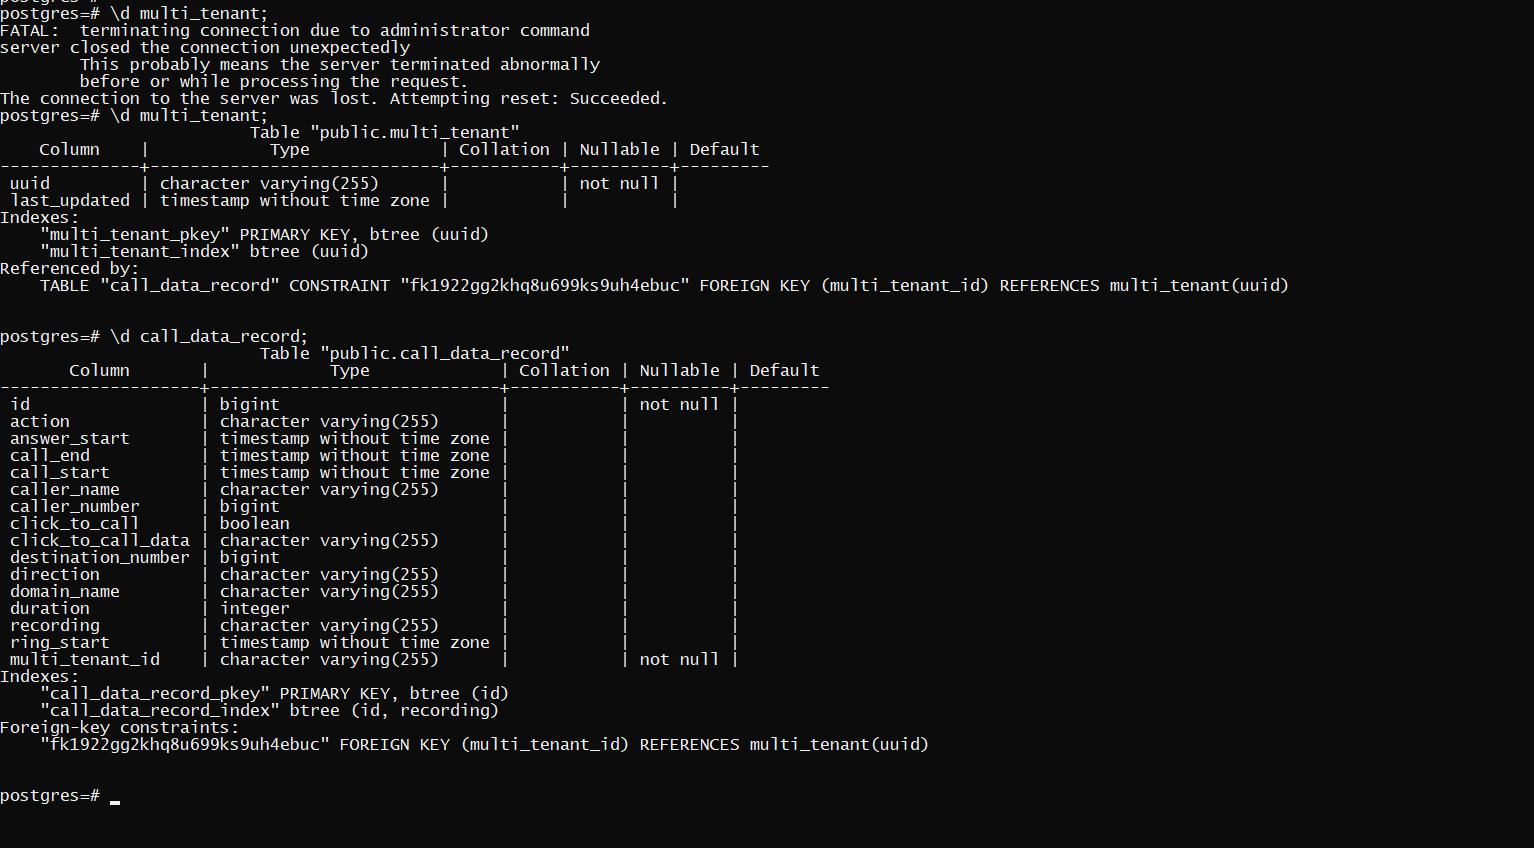 postgres=# \d multi_tenant;
FATAL:  terminating connection due to administrator command
server closed the connection unexpectedly
        This probably means the server terminated abnormally
        before or while processing the request.
The connection to the server was lost. Attempting reset: Succeeded.
postgres=# \d multi_tenant;
                         Table "public.multi_tenant"
    Column    |            Type             | Collation | Nullable | Default
--------------+-----------------------------+-----------+----------+---------
 uuid         | character varying(255)      |           | not null |
 last_updated | timestamp without time zone |           |          |
Indexes:
    "multi_tenant_pkey" PRIMARY KEY, btree (uuid)
    "multi_tenant_index" btree (uuid)
Referenced by:
    TABLE "call_data_record" CONSTRAINT "fk1922gg2khq8u699ks9uh4ebuc" FOREIGN KEY (multi_tenant_id) REFERENCES multi_tenant(uuid)
postgres=# \d call_data_record;
                          Table "public.call_data_record"
       Column       |            Type             | Collation | Nullable | Default
--------------------+-----------------------------+-----------+----------+---------
 id                 | bigint                      |           | not null |
 action             | character varying(255)      |           |          |
 answer_start       | timestamp without time zone |           |          |
 call_end           | timestamp without time zone |           |          |
 call_start         | timestamp without time zone |           |          |
 caller_name        | character varying(255)      |           |          |
 caller_number      | bigint                      |           |          |
 click_to_call      | boolean                     |           |          |
 click_to_call_data | character varying(255)      |           |          |
 destination_number | bigint                      |           |          |
 direction          | character varying(255)      |           |          |
 domain_name        | character varying(255)      |           |          |
 duration           | integer                     |           |          |
 recording          | character varying(255)      |           |          |
 ring_start         | timestamp without time zone |           |          |
 multi_tenant_id    | character varying(255)      |           | not null |
Indexes:
    "call_data_record_pkey" PRIMARY KEY, btree (id)
    "call_data_record_index" btree (id, recording)
Foreign-key constraints:
    "fk1922gg2khq8u699ks9uh4ebuc" FOREIGN KEY (multi_tenant_id) REFERENCES multi_tenant(uuid)
postgres=# _